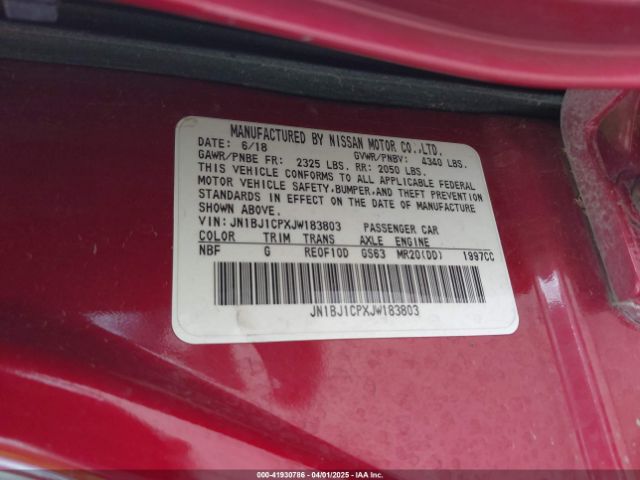 MANUFACTURED BY NISSAN MOTOR CO.,LTD.
DATE: 6/18 GVWR/PNBV: 4340 LBS.
GAWR/PNBE FR: 2325 LBS. RR: 2050 LBS.
THIS VEHICLE CONFORMS TO ALL APPLICABLE FEDERAL
MOTOR VEHICLE SAFETY,BUMPER,AND THEFT PREVENTION
STANDARDS IN EFFECT ON THE DATE OF MANUFACTURE
SHOWN ABOVE.
VIN: JN1BJ1CPXJW183803 PASSENGER CAR
COLOR TRIM TRANS AXLE ENGINE
NBF G RE0F10D GS63 MR20(DD) 1997CC
JN1BJ1CPXJW183803
000-41930786 - 04/01/2025 - IAA Inc.